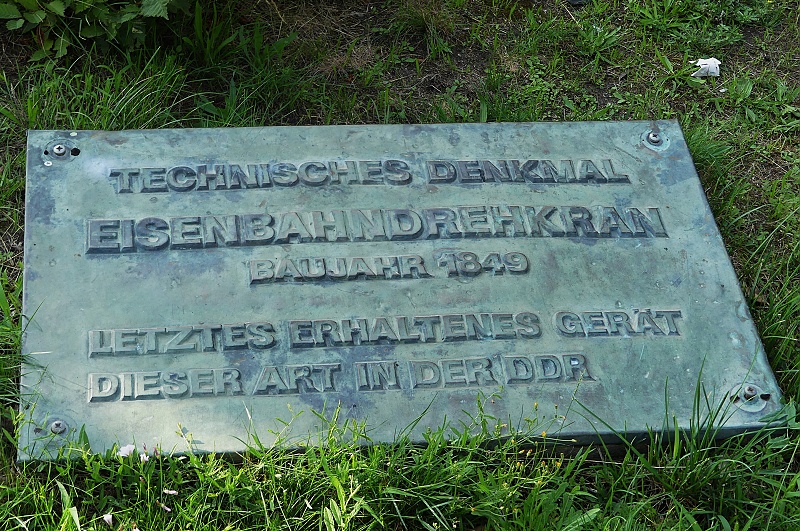 TECHNISCHES DENKMAL
EISENBAHNDREHKRAN
BAUJAHR 1849
LETZTES ERHALTENES GERÄT
DIESER ART IN DER DDR